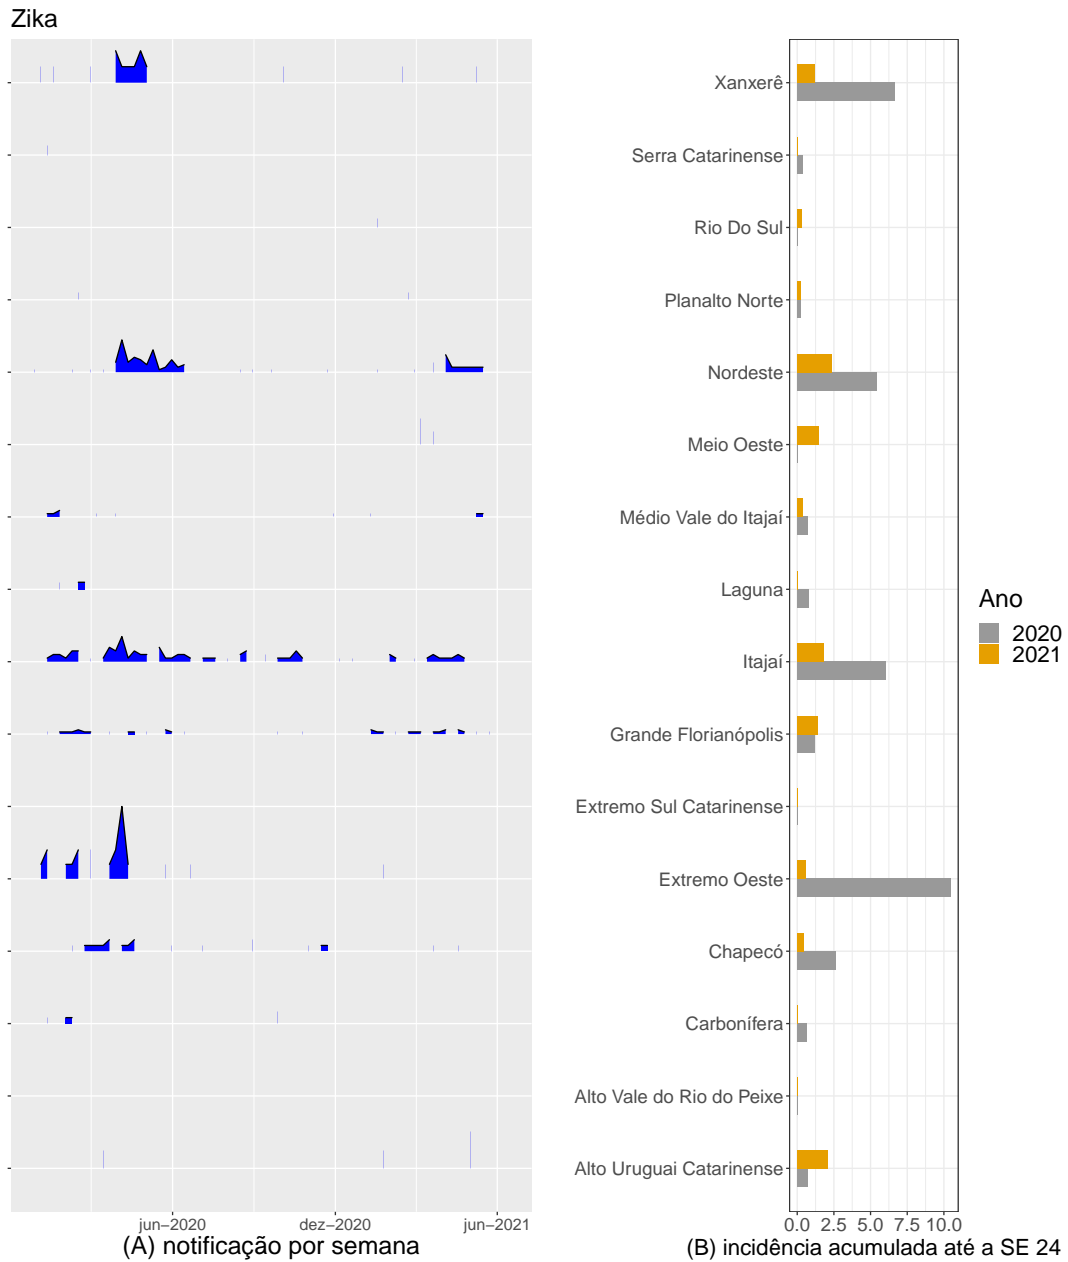 Zika
Xanxerê
Serra Catarinense
Rio Do Sul
Planalto Norte
Nordeste
Meio Oeste
Médio Vale do Itajaí
Laguna
Itajaí
Grande Florianópolis
Extremo Sul Catarinense
Extremo Oeste
Chapecó
Carbonífera
Alto Vale do Rio do Peixe
Alto Uruguai Catarinense
Ano
2020
2021
jun–2020 dez–2020 jun–2021
(A) notificação por semana
0.0 2.5 5.0 7.5 10.0
(B) incidência acumulada até a SE 24